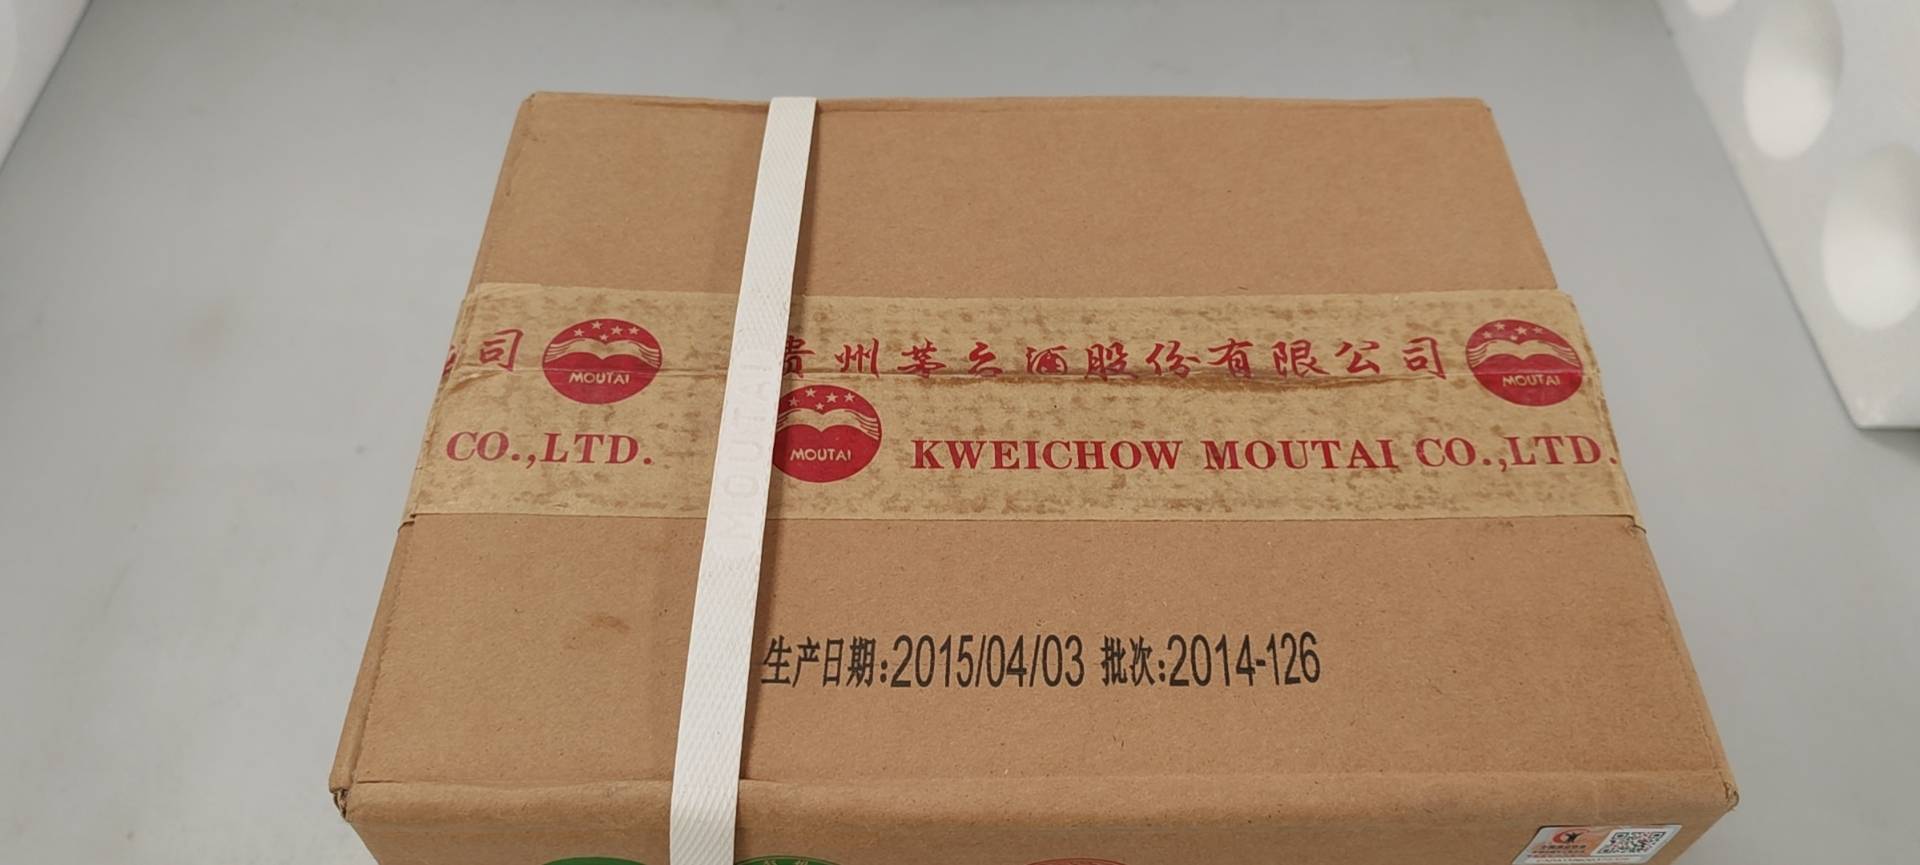 司 MOUTAI 贵州茅台酒股份有限公司 MOUTAI
CO.,LTD. MOUTAI KWEICHOW MOUTAI CO.,LTD.
MOUTAI
生产日期:2015/04/03 批次:2014-126